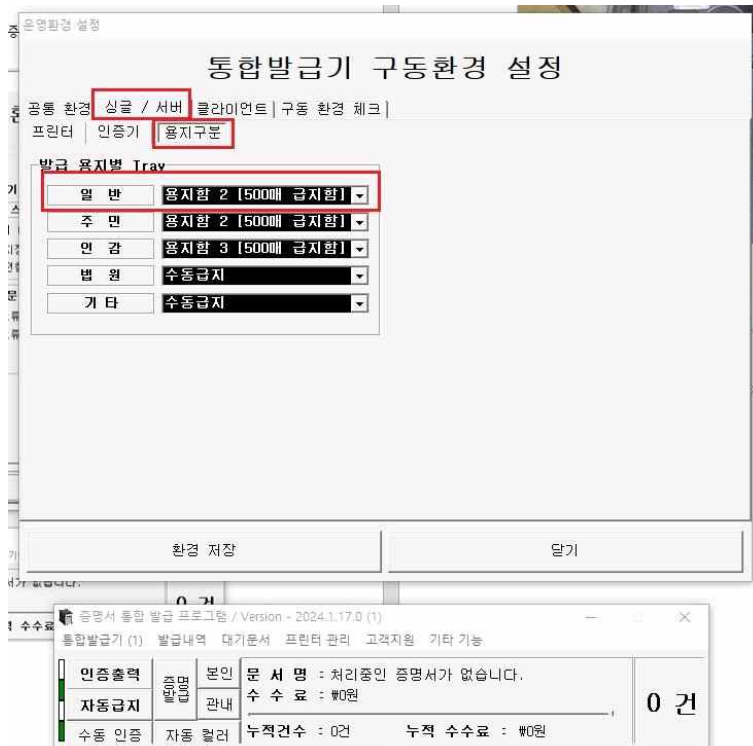 운영환경 설정
통합발급기 구동환경 설정
공통 환경 싱글 / 서버 클라이언트 구동 환경 체크
프린터 인증기 용지구분
발급 용지별 Tray
일 반 용지함 2 [500매 급지함]
주 민 용지함 2 [500매 급지함]
인 감 용지함 3 [500매 급지함]
법 원 수동급지
기 타 수동급지
환경 저장 닫기
증명서 통합 발급 프로그램 / Version - 2024.1.17.0 (1)
통합발급기 (1) 발급내역 대기문서 프린터 관리 고객지원 기타 기능
인증출력 증명발급 본인 문 서 명 : 처리중인 증명서가 없습니다.
자동급지 관내 수 수 료 : ₩0원
0 건
수동 인증 자동 컬러 누적건수 : 0건 누적 수수료 : ₩0원